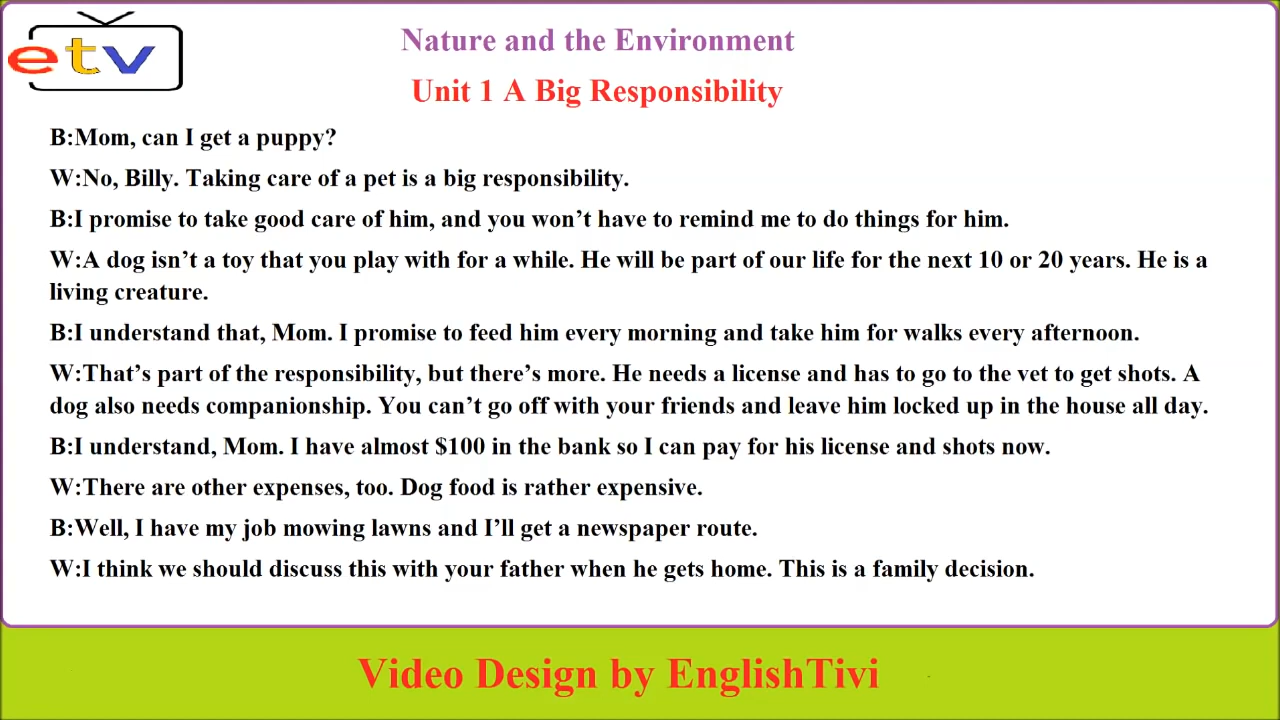 etv
Nature and the Environment
Unit 1 A Big Responsibility
B:Mom, can I get a puppy?
W:No, Billy. Taking care of a pet is a big responsibility.
B:I promise to take good care of him, and you won’t have to remind me to do things for him.
W:A dog isn’t a toy that you play with for a while. He will be part of our life for the next 10 or 20 years. He is a
living creature.
B:I understand that, Mom. I promise to feed him every morning and take him for walks every afternoon.
W:That’s part of the responsibility, but there’s more. He needs a license and has to go to the vet to get shots. A
dog also needs companionship. You can’t go off with your friends and leave him locked up in the house all day.
B:I understand, Mom. I have almost $100 in the bank so I can pay for his license and shots now.
W:There are other expenses, too. Dog food is rather expensive.
B:Well, I have my job mowing lawns and I’ll get a newspaper route.
W:I think we should discuss this with your father when he gets home. This is a family decision.
Video Design by EnglishTivi